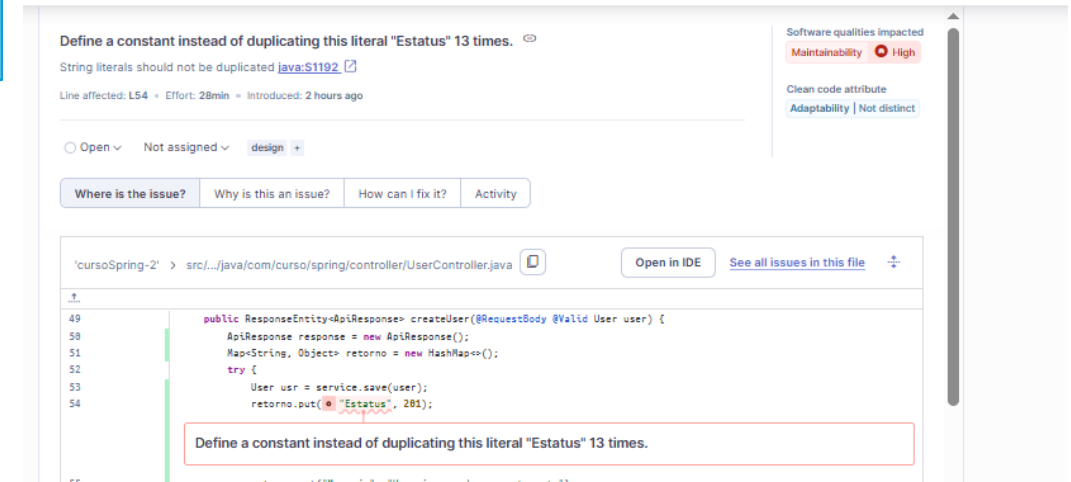 Define a constant instead of duplicating this literal "Estatus" 13 times.
Software qualities impacted
Maintainability High
String literals should not be duplicated java:S1192
Line affected: L54 • Effort: 28min • Introduced: 2 hours ago
Clean code attribute
Adaptability | Not distinct
Open Not assigned design +
Where is the issue? Why is this an issue? How can I fix it? Activity
'cursoSpring-2' > src/.../java/com/curso/spring/controller/UserController.java Open in IDE See all issues in this file
49 public ResponseEntity<ApiResponse> createUser(@RequestBody @Valid User user) {
50 ApiResponse response = new ApiResponse();
51 Map<String, Object> retorno = new HashMap<>();
52 try {
53 User usr = service.save(user);
54 retorno.put("Estatus", 201);
Define a constant instead of duplicating this literal "Estatus" 13 times.